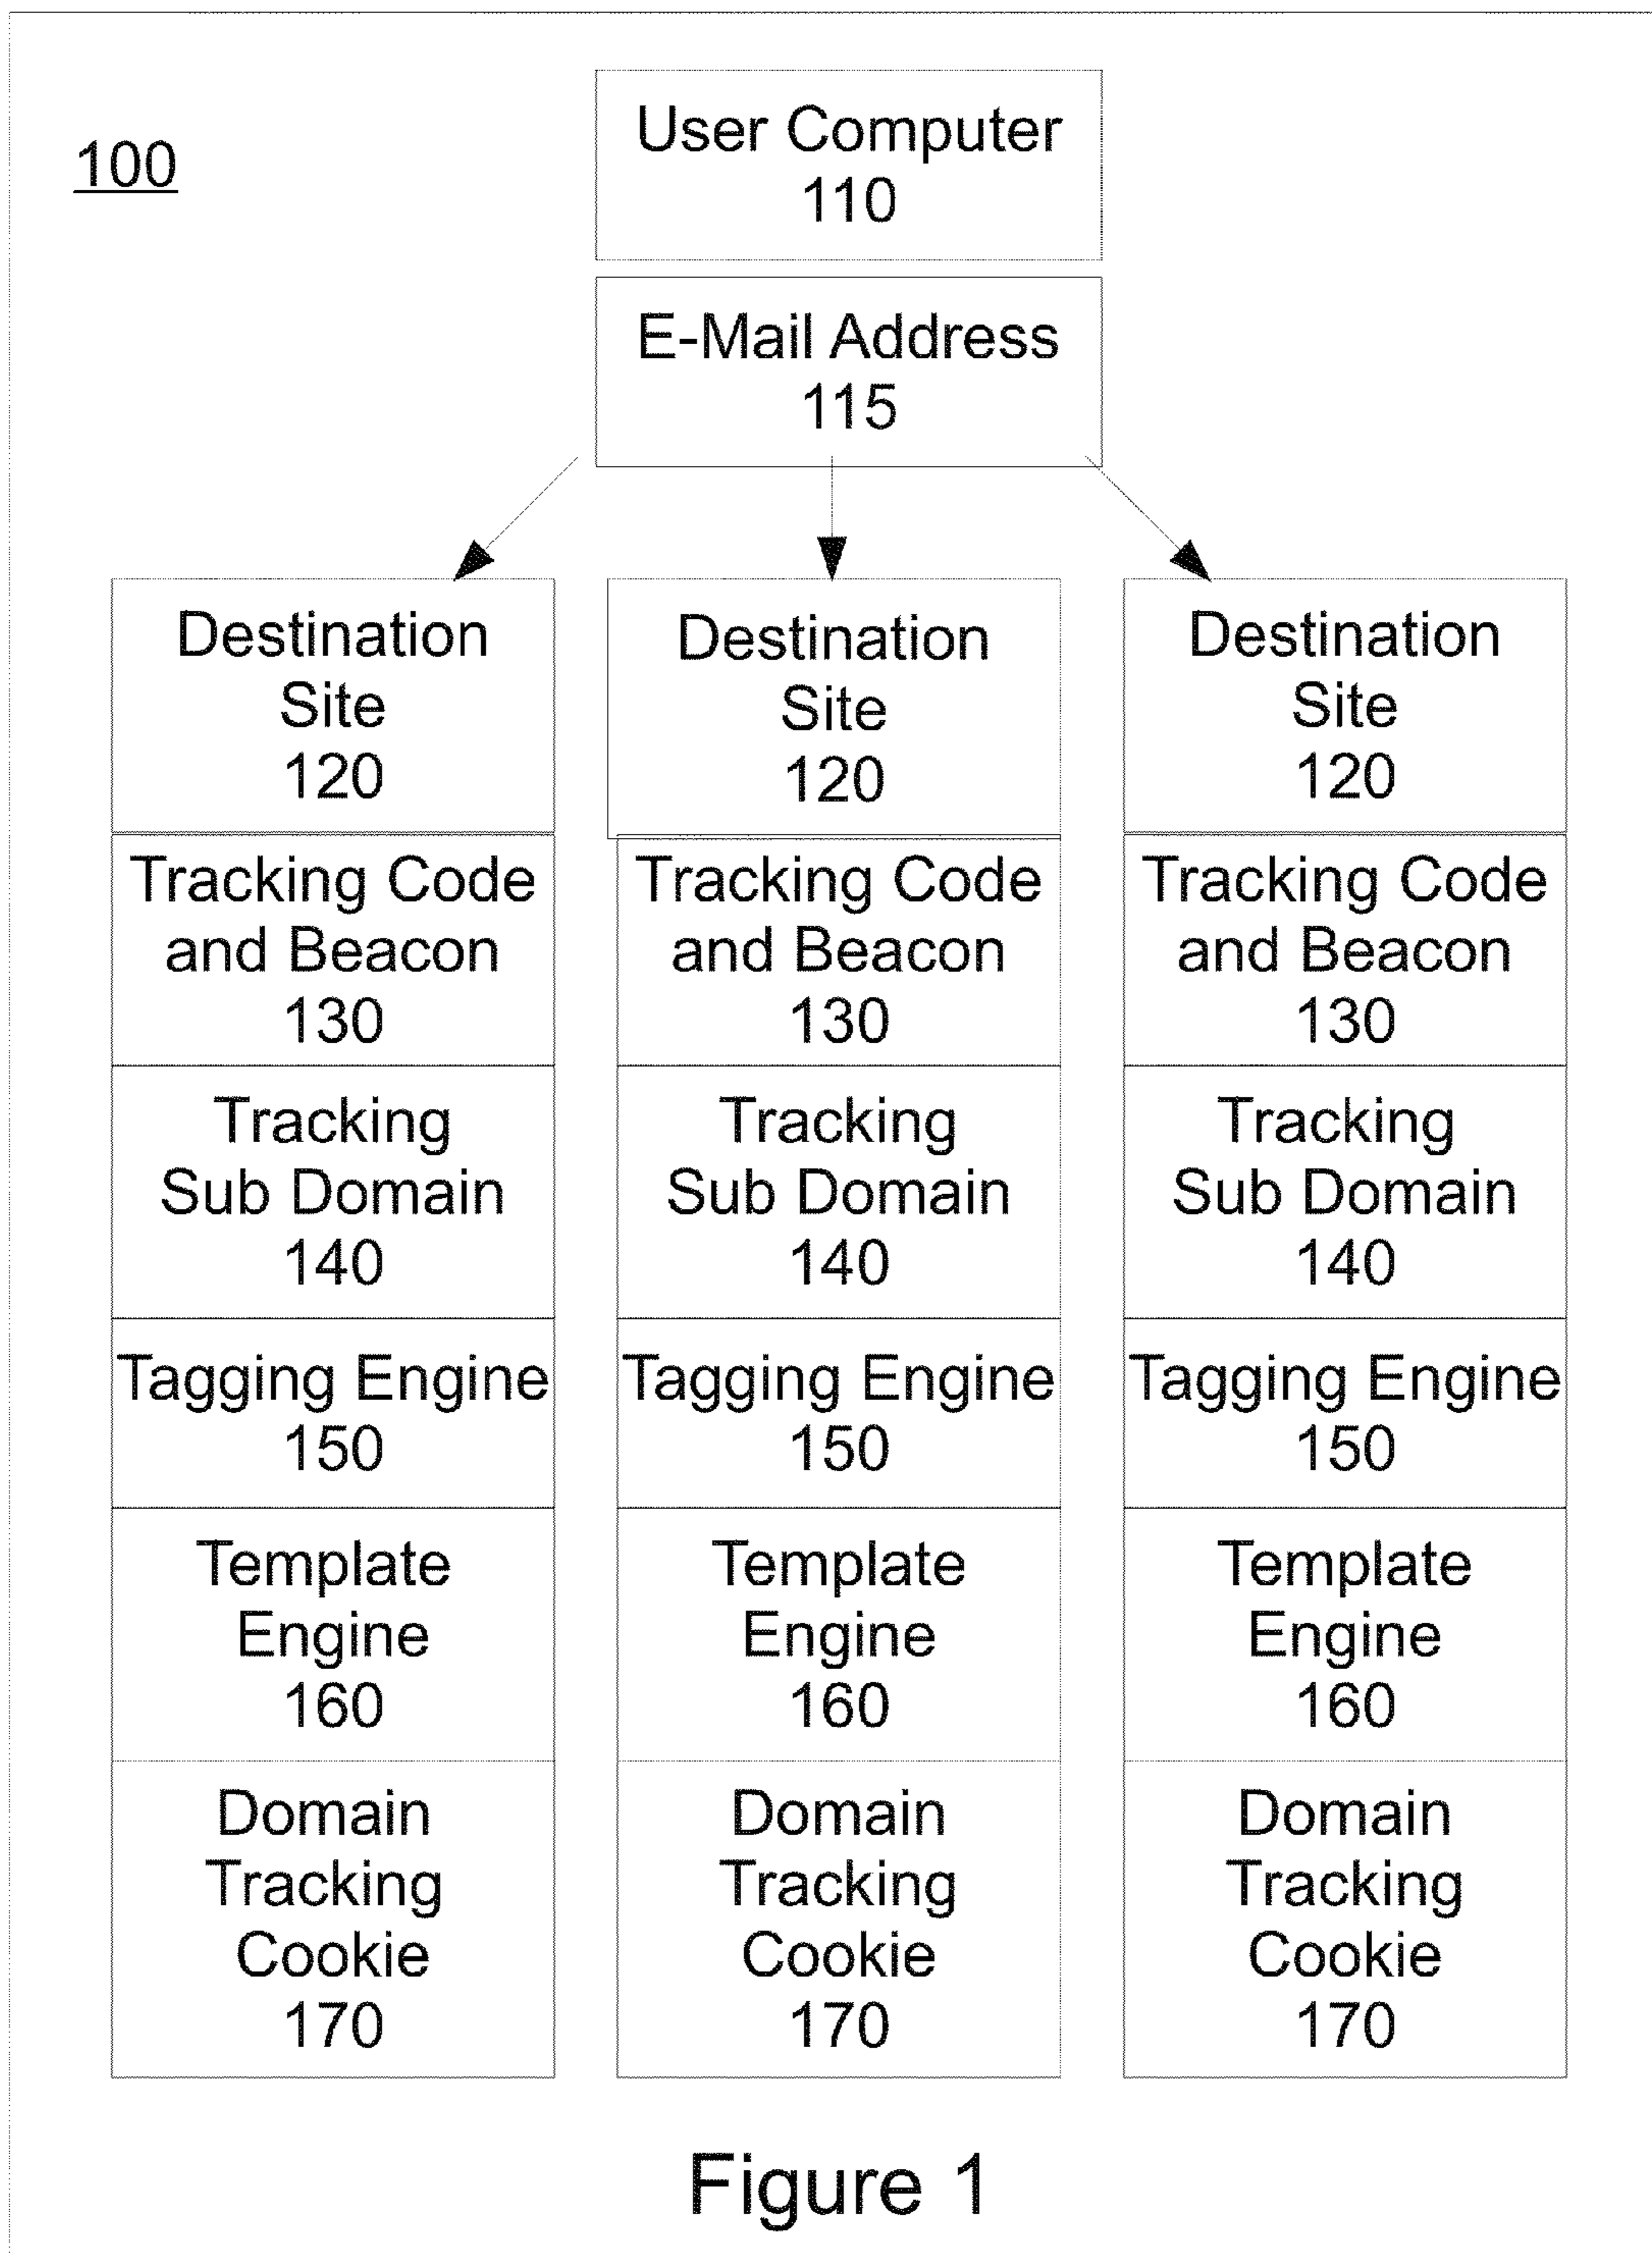 100
User Computer
110
E-Mail Address
115
Destination
Site
120
Tracking Code
and Beacon
130
Tracking
Sub Domain
140
Tagging Engine
150
Template
Engine
160
Domain
Tracking
Cookie
170
Destination
Site
120
Tracking Code
and Beacon
130
Tracking
Sub Domain
140
Tagging Engine
150
Template
Engine
160
Domain
Tracking
Cookie
170
Destination
Site
120
Tracking Code
and Beacon
130
Tracking
Sub Domain
140
Tagging Engine
150
Template
Engine
160
Domain
Tracking
Cookie
170
Figure 1